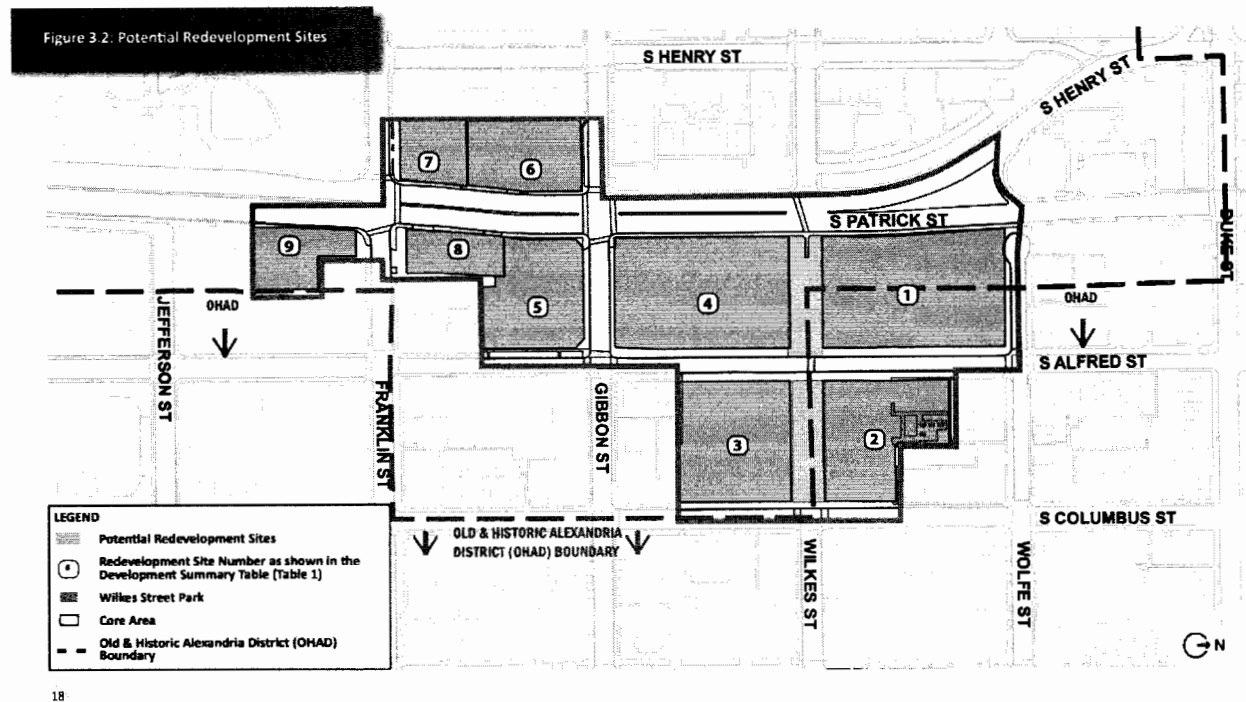 Figure 3.2: Potential Redevelopment Sites
S HENRY ST
S HENRY ST
DUKE ST
7
6
S PATRICK ST
9
8
5
4
1
OHAD
OHAD
JEFFERSON ST
FRANKLIN ST
GIBBON ST
S ALFRED ST
3
2
OLD & HISTORIC ALEXANDRIA
DISTRICT (OHAD) BOUNDARY
WILKES ST
WOLFE ST
S COLUMBUS ST
LEGEND
Potential Redevelopment Sites
# Redevelopment Site Number as shown in the
Development Summary Table (Table 1)
Wilkes Street Park
Core Area
Old & Historic Alexandria District (OHAD)
Boundary
N
18